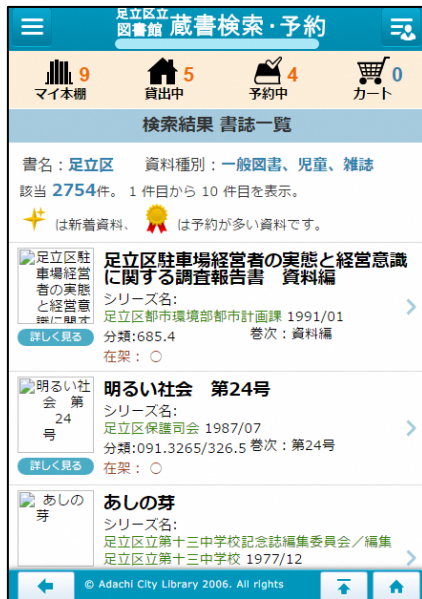 足立区立
図書館 蔵書検索・予約
9
マイ本棚
5
貸出中
4
予約中
0
カート
検索結果 書誌一覧
書名：足立区 資料種別：一般図書、児童、雑誌
該当 2754件。 1 件目から 10 件目を表示。
は新着資料、 は予約が多い資料です。
足立区駐
車場経営
者の実態
と経営意
識に関す
詳しく見る
足立区駐車場経営者の実態と経営意識
に関する調査報告書 資料編
シリーズ名:
足立区都市環境部都市計画課 1991/01
分類:685.4 巻次：資料編
在架： ○
明るい社
会 第
24
号
詳しく見る
明るい社会 第24号
シリーズ名:
足立区保護司会 1987/07
分類:091.3265/326.5 巻次：第24号
在架： ○
あしの
芽
あしの芽
シリーズ名:
足立区立第十三中学校記念誌編集委員会／編集
足立区立第十三中学校 1977/12
© Adachi City Library 2006. All rights